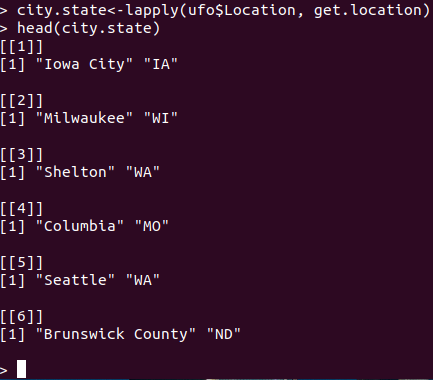 > city.state<-lapply(ufo$Location, get.location)
> head(city.state)
[[1]]
[1] "Iowa City" "IA"
[[2]]
[1] "Milwaukee" "WI"
[[3]]
[1] "Shelton" "WA"
[[4]]
[1] "Columbia" "MO"
[[5]]
[1] "Seattle" "WA"
[[6]]
[1] "Brunswick County" "ND"
>